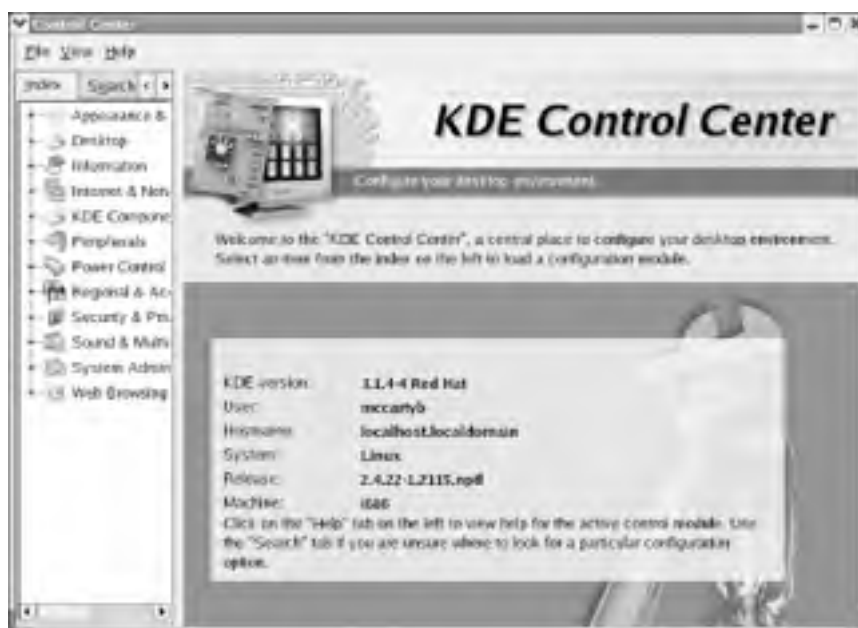 Control Center
File View Help
Index Search
Appearance &
Desktop
Information
Internet & Net
KDE Compone
Peripherals
Power Control
Regional & Ac
Security & Pri
Sound & Multi
System Admin
Web Browsing
KDE Control Center
Configure your desktop environment.
Welcome to the "KDE Control Center", a central place to configure your desktop environment.
Select an item from the index on the left to load a configuration module.
KDE version: 3.1.4-4 Red Hat
User: mccartyb
Hostname: localhost.localdomain
System: Linux
Release: 2.4.22-1.2115.nptl
Machine: i686
Click on the "Help" tab on the left to view help for the active control module. Use
the "Search" tab if you are unsure where to look for a particular configuration
option.